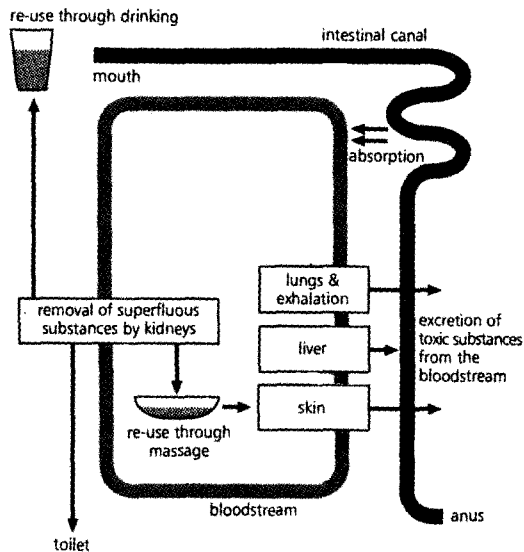 re-use through drinking
intestinal canal
mouth
absorption
lungs &
exhalation
removal of superfluous
substances by kidneys
liver
excretion of
toxic substances
from the
bloodstream
skin
re-use through
massage
bloodstream
anus
toilet